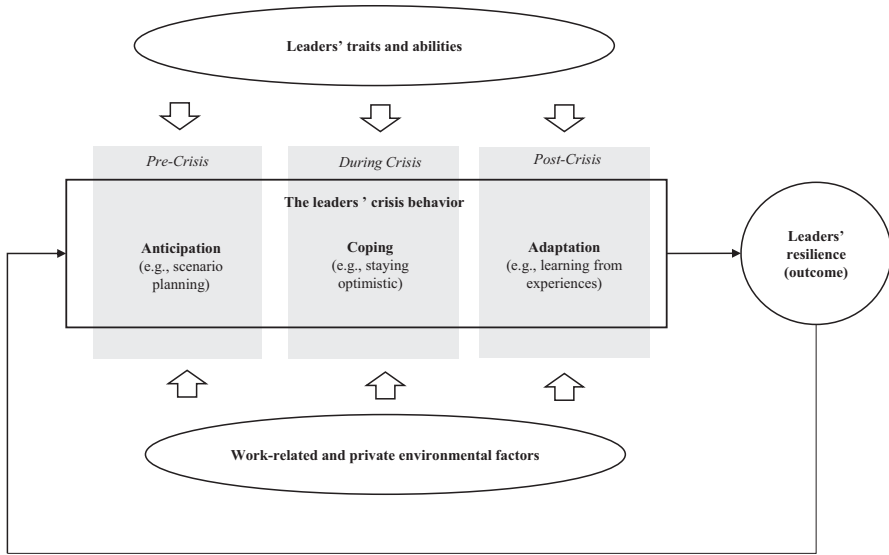 Leaders’ traits and abilities
Pre-Crisis
During Crisis
Post-Crisis
The leaders ’ crisis behavior
Anticipation
(e.g., scenario
planning)
Coping
(e.g., staying
optimistic)
Adaptation
(e.g., learning from
experiences)
Leaders’
resilience
(outcome)
Work-related and private environmental factors